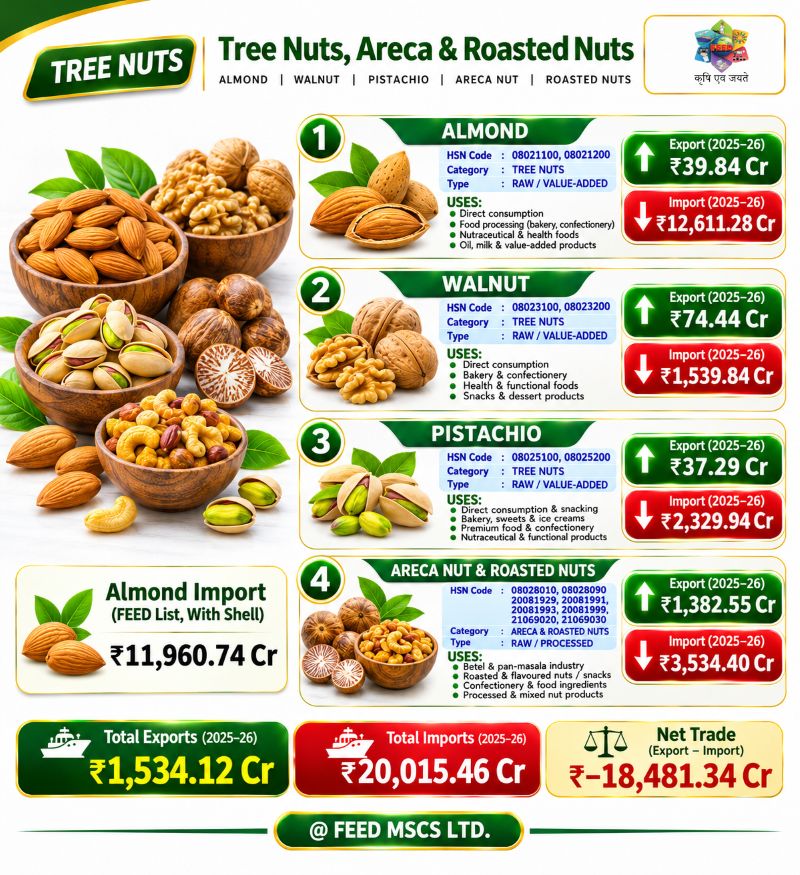 TREE NUTS
Tree Nuts, Areca & Roasted Nuts
ALMOND | WALNUT | PISTACHIO | ARECA NUT | ROASTED NUTS
FEED
कृषि एव जयते
1
ALMOND
HSN Code : 08021100, 08021200
Category : TREE NUTS
Type : RAW / VALUE-ADDED
USES:
Direct consumption
Food processing (bakery, confectionery)
Nutraceutical & health foods
Oil, milk & value-added products
Export (2025-26)
₹39.84 Cr
Import (2025-26)
₹12,611.28 Cr
2
WALNUT
HSN Code : 08023100, 08023200
Category : TREE NUTS
Type : RAW / VALUE-ADDED
USES:
Direct consumption
Bakery & confectionery
Health & functional foods
Snacks & dessert products
Export (2025-26)
₹74.44 Cr
Import (2025-26)
₹1,539.84 Cr
3
PISTACHIO
HSN Code : 08025100, 08025200
Category : TREE NUTS
Type : RAW / VALUE-ADDED
USES:
Direct consumption & snacking
Bakery, sweets & ice creams
Premium food & confectionery
Nutraceutical & functional products
Export (2025-26)
₹37.29 Cr
Import (2025-26)
₹2,329.94 Cr
4
ARECA NUT & ROASTED NUTS
HSN Code : 08028010, 08028090
20081929, 20081991,
20081993, 20081999,
21069020, 21069030
Category : ARECA & ROASTED NUTS
Type : RAW / PROCESSED
USES:
Betel & pan-masala industry
Roasted & flavoured nuts / snacks
Confectionery & food ingredients
Processed & mixed nut products
Export (2025-26)
₹1,382.55 Cr
Import (2025-26)
₹3,534.40 Cr
Almond Import
(FEED List, With Shell)
₹11,960.74 Cr
Total Exports (2025-26)
₹1,534.12 Cr
Total Imports (2025-26)
₹20,015.46 Cr
Net Trade
(Export – Import)
₹–18,481.34 Cr
@ FEED MSCS LTD.